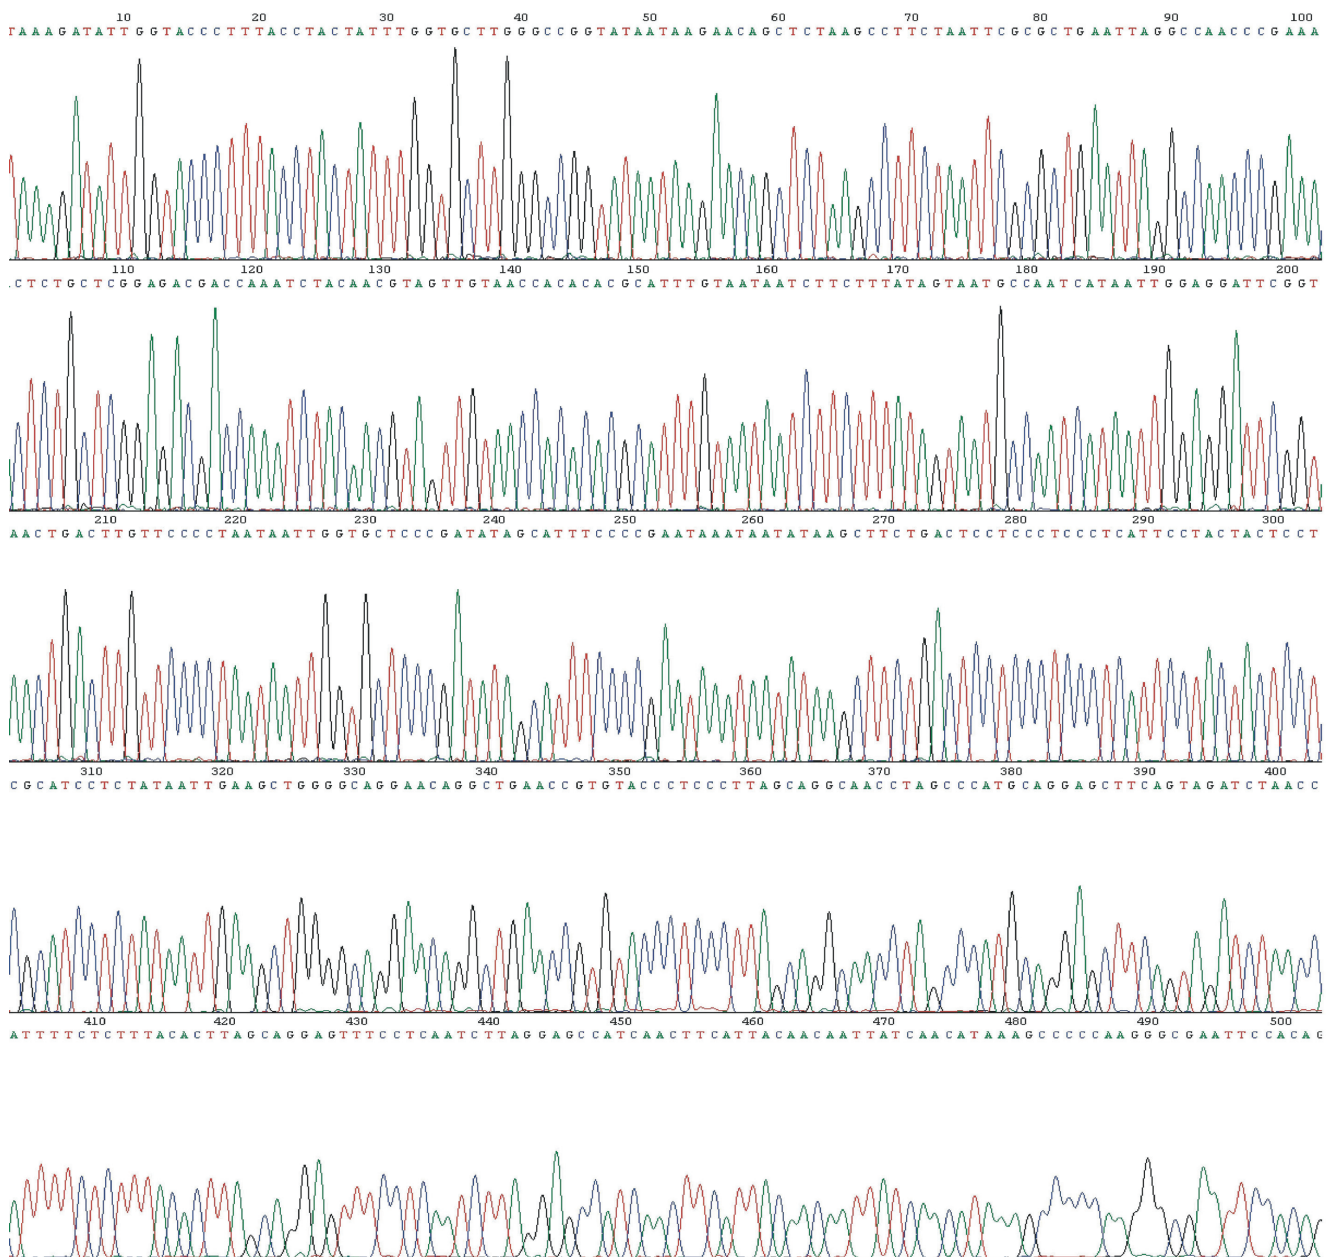 10 20 30 40 50 60 70 80 90 100
TAAAGATATTGGTACCCTTTACCTACTATTTGGTGCTTGGGCCGGTATAATAAGAACAGCTCTAAGCCTTCTAATTCGCGCTGAATTAGGCCAACCCGAAA
110 120 130 140 150 160 170 180 190 200
.CTCTGCTCGGAGACGACCAAATCTACAACGTAGTTGTAACCACACACGCATTTGTAATAATCTTCTTTATAGTAATGCCAATCATAATTGGAGGATTCGGT
210 220 230 240 250 260 270 280 290 300
AACTGACTTGTTCCCCTAATAATTGGTGCTCCCGATATAGCATTTCCCCGAATAAATAATATAAGCTTCTGACTCCTCCCTCCCTCATTCCTACTACTCCT
310 320 330 340 350 360 370 380 390 400
CGCATCCTCTATAATTGAAGCTGGGGCAGGAACAGGCTGAACCGTGTACCCTCCCTTAGCAGGCAACCTAGCCCATGCAGGAGCTTCAGTAGATCTAACC
410 420 430 440 450 460 470 480 490 500
ATTTTCTCTTTACACTTAGCAGGAGTTTCCTCAATCTTAGGAGCCATCAACTTCATTACAACAATTATCAACATAAAGCCCCCAAGGGCGAATTCCACAG